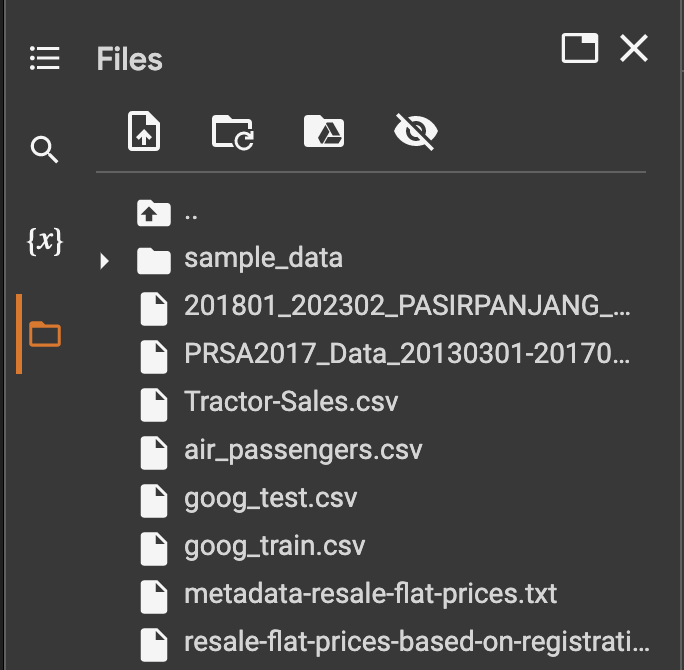 Files
{x}
..
sample_data
201801_202302_PASIRPANJANG_...
PRSA2017_Data_20130301-20170...
Tractor-Sales.csv
air_passengers.csv
goog_test.csv
goog_train.csv
metadata-resale-flat-prices.txt
resale-flat-prices-based-on-registrati...